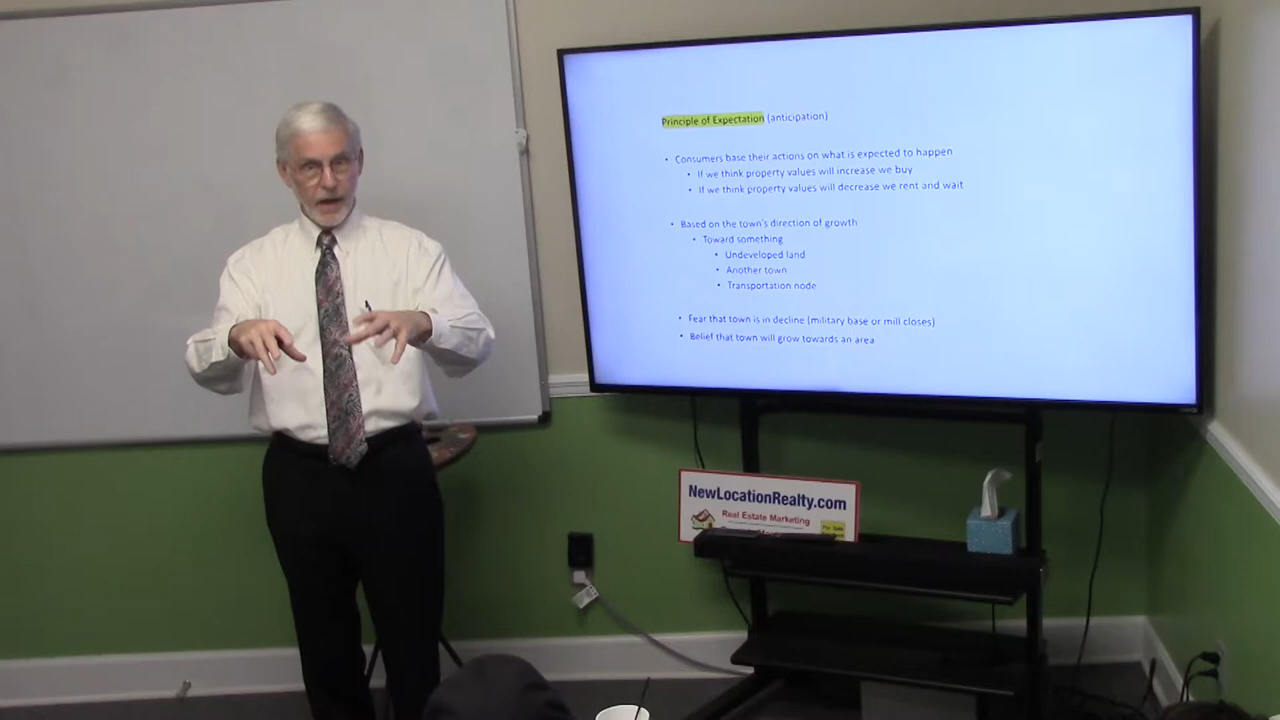 Principle of Expectation (anticipation)
• Consumers base their actions on what is expected to happen
• If we think property values will increase we buy
• If we think property values will decrease we rent and wait
• Based on the town's direction of growth
• Toward something
• Undeveloped land
• Another town
• Transportation node
• Fear that town is in decline (military base or mill closes)
• Belief that town will grow towards an area
NewLocationRealty.com
Real Estate Marketing
For Sale